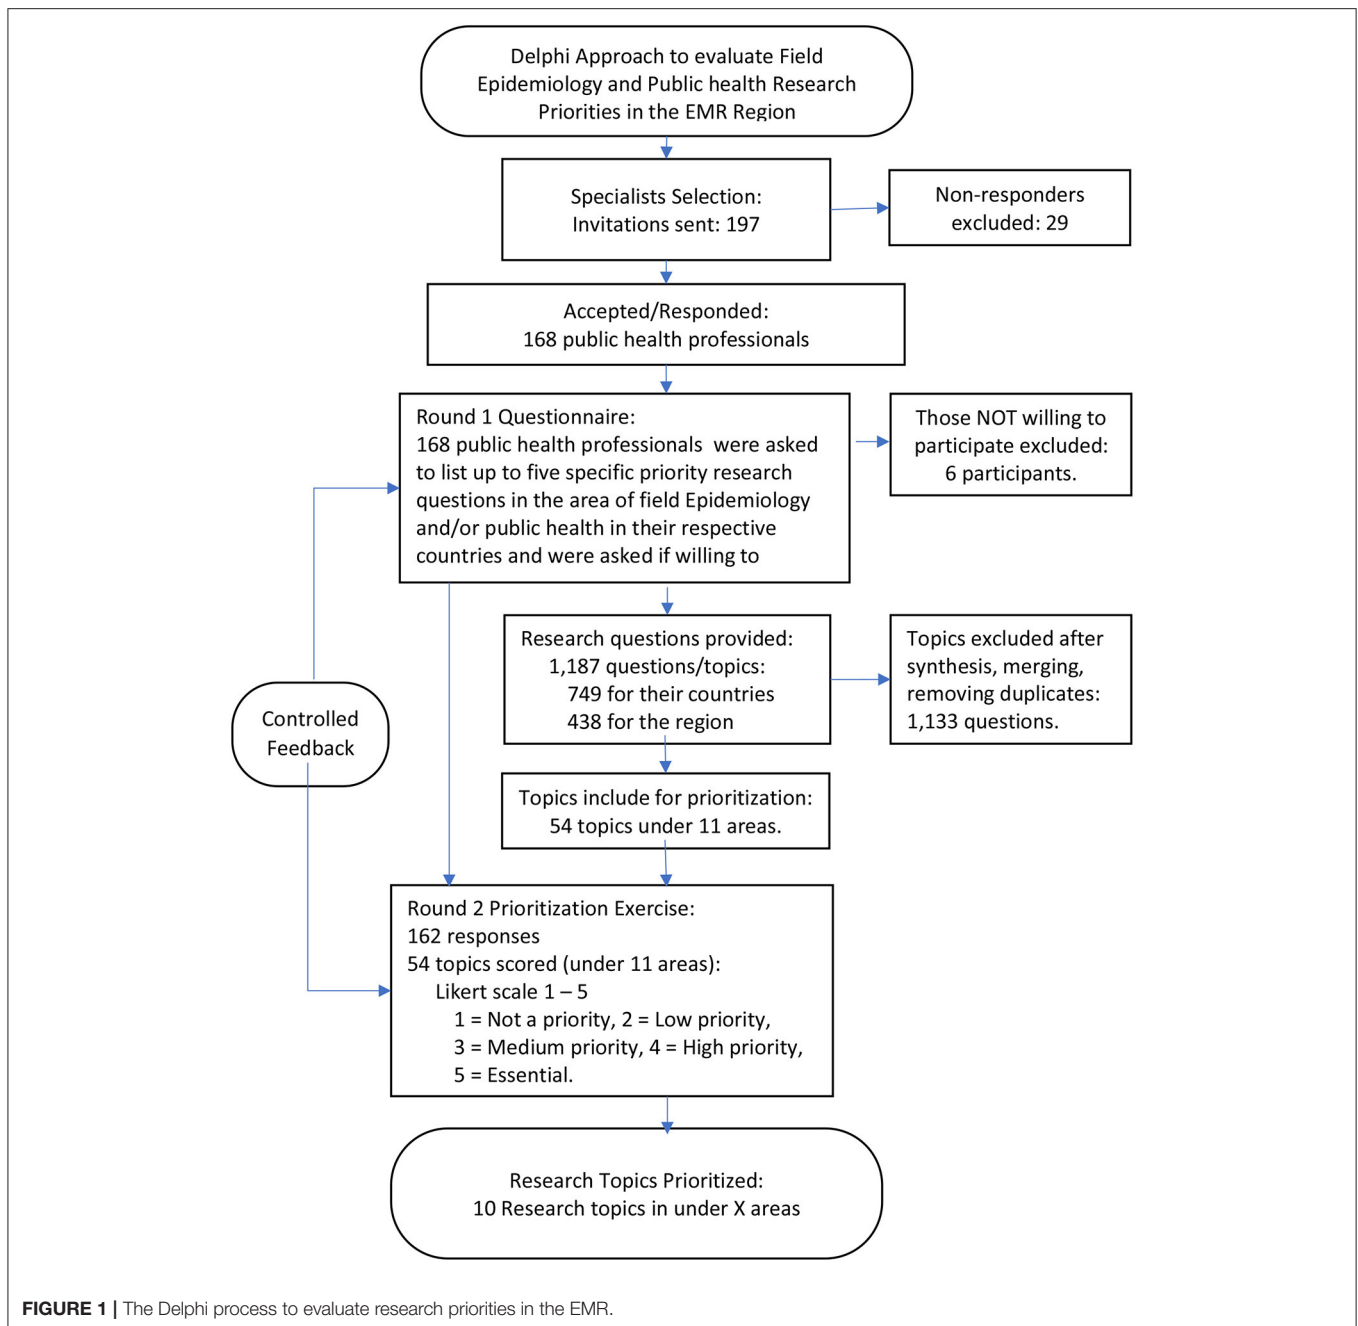 Delphi Approach to evaluate Field
Epidemiology and Public health Research
Priorities in the EMR Region
Specialists Selection:
Invitations sent: 197
Non-responders
excluded: 29
Accepted/Responded:
168 public health professionals
Round 1 Questionnaire:
168 public health professionals were asked
to list up to five specific priority research
questions in the area of field Epidemiology
and/or public health in their respective
countries and were asked if willing to
Those NOT willing to
participate excluded:
6 participants.
Research questions provided:
1,187 questions/topics:
749 for their countries
438 for the region
Topics excluded after
synthesis, merging,
removing duplicates:
1,133 questions.
Controlled
Feedback
Topics include for prioritization:
54 topics under 11 areas.
Round 2 Prioritization Exercise:
162 responses
54 topics scored (under 11 areas):
Likert scale 1 – 5
1 = Not a priority, 2 = Low priority,
3 = Medium priority, 4 = High priority,
5 = Essential.
Research Topics Prioritized:
10 Research topics in under X areas
FIGURE 1 | The Delphi process to evaluate research priorities in the EMR.